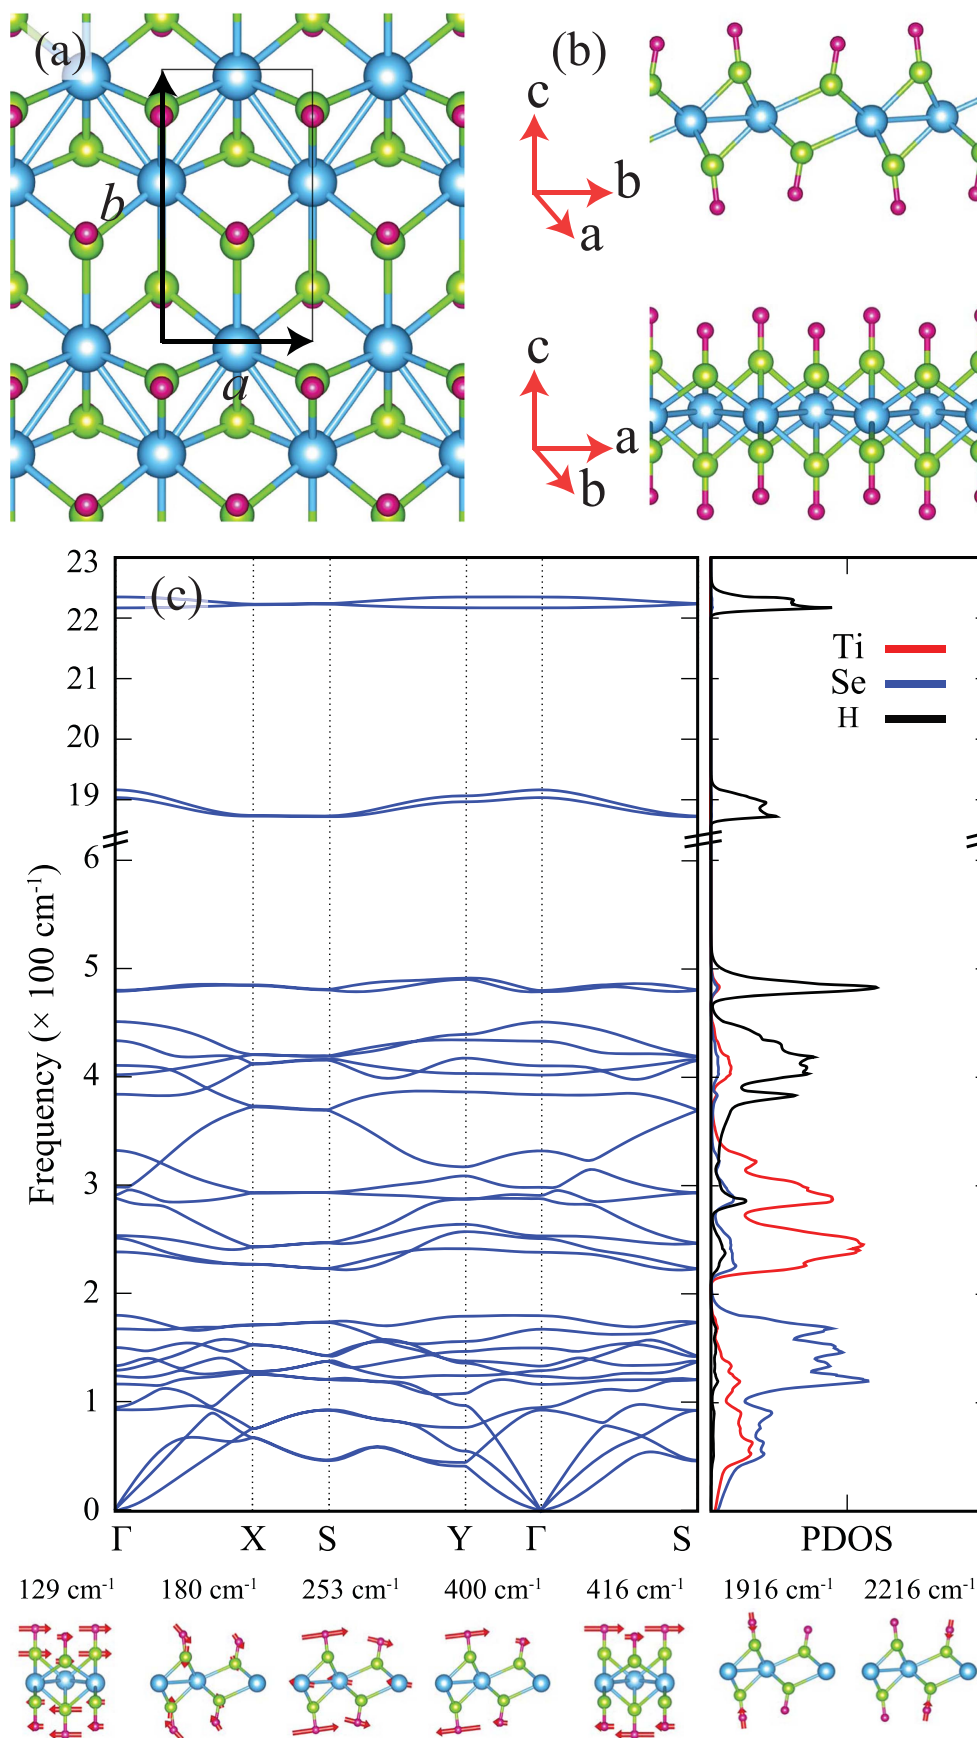 (a)
b
a
(b)
c
b
a
c
a
b
(c)
Frequency (× 100 cm⁻¹)
23
22
21
20
19
6
5
4
3
2
1
0
Γ X S Y Γ S
Ti
Se
H
PDOS
129 cm⁻¹ 180 cm⁻¹ 253 cm⁻¹ 400 cm⁻¹ 416 cm⁻¹ 1916 cm⁻¹ 2216 cm⁻¹